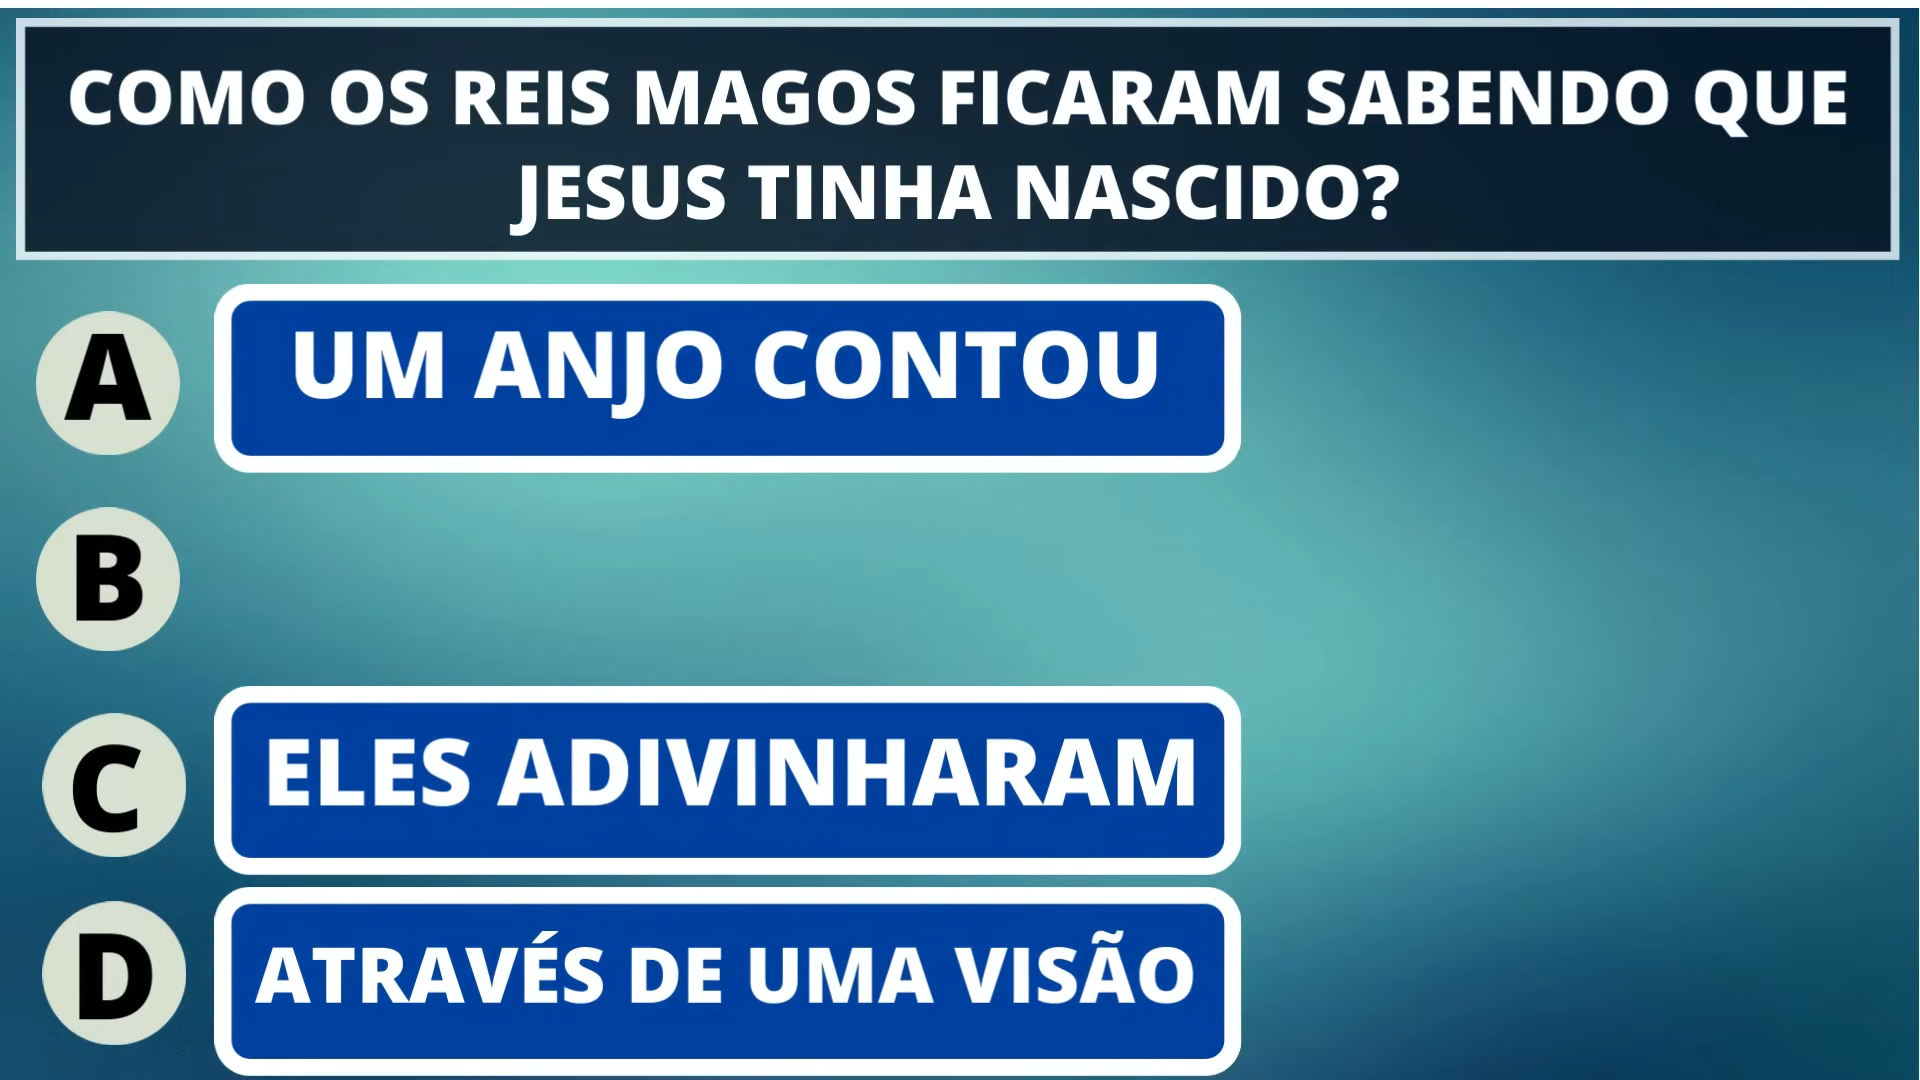 COMO OS REIS MAGOS FICARAM SABENDO QUE
JESUS TINHA NASCIDO?
A
UM ANJO CONTOU
B
C
ELES ADIVINHARAM
D
ATRAVÉS DE UMA VISÃO